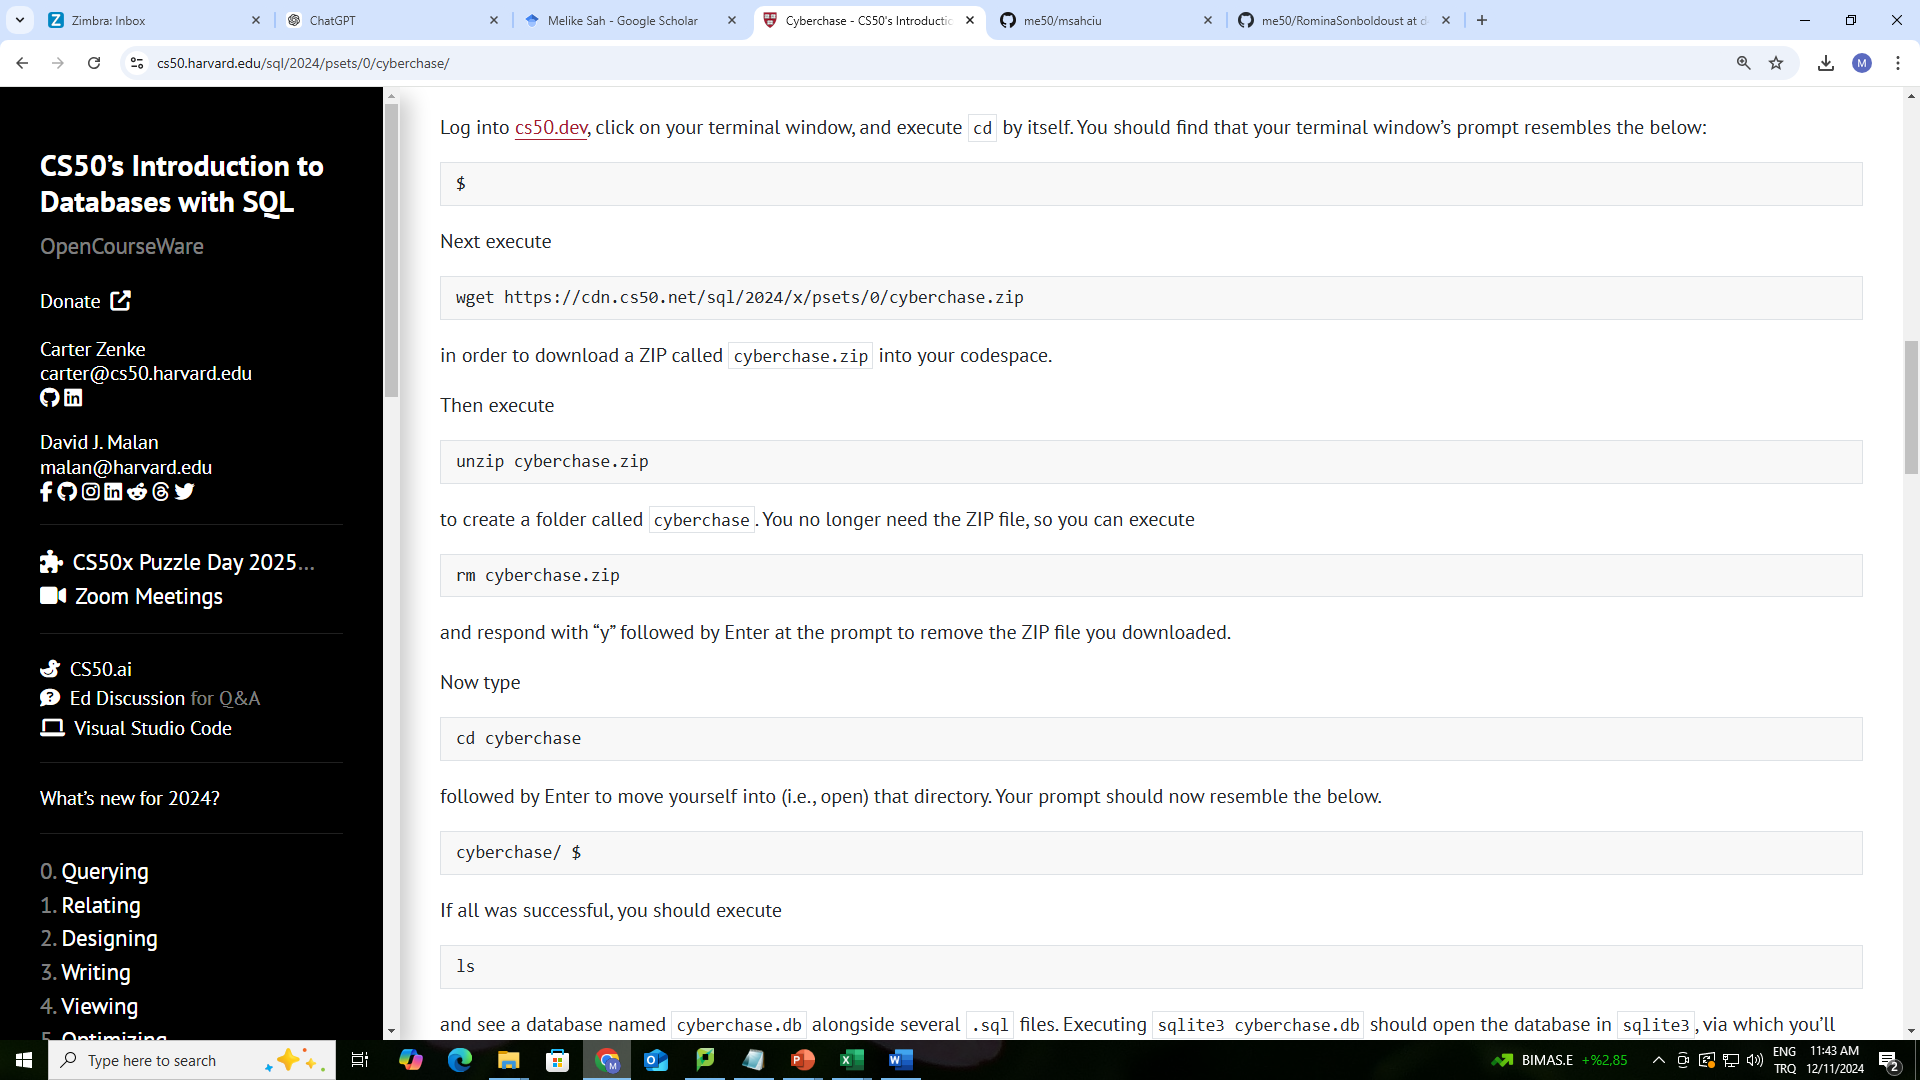 Zimbra: Inbox
ChatGPT
Melike Sah - Google Scholar
Cyberchase - CS50's Introductio
me50/msahciu
me50/RominaSonboldoust at d
cs50.harvard.edu/sql/2024/psets/0/cyberchase/
M
CS50’s Introduction to
Databases with SQL
OpenCourseWare
Donate
Carter Zenke
carter@cs50.harvard.edu
David J. Malan
malan@harvard.edu
CS50x Puzzle Day 2025...
Zoom Meetings
CS50.ai
Ed Discussion for Q&A
Visual Studio Code
What’s new for 2024?
0. Querying
1. Relating
2. Designing
3. Writing
4. Viewing
5. Optimizing
Log into cs50.dev, click on your terminal window, and execute cd by itself. You should find that your terminal window’s prompt resembles the below:
$
Next execute
wget https://cdn.cs50.net/sql/2024/x/psets/0/cyberchase.zip
in order to download a ZIP called cyberchase.zip into your codespace.
Then execute
unzip cyberchase.zip
to create a folder called cyberchase. You no longer need the ZIP file, so you can execute
rm cyberchase.zip
and respond with “y” followed by Enter at the prompt to remove the ZIP file you downloaded.
Now type
cd cyberchase
followed by Enter to move yourself into (i.e., open) that directory. Your prompt should now resemble the below.
cyberchase/ $
If all was successful, you should execute
ls
and see a database named cyberchase.db alongside several .sql files. Executing sqlite3 cyberchase.db should open the database in sqlite3, via which you’ll
Type here to search
BIMAS.E +%2,85
ENG
TRQ
11:43 AM
12/11/2024
2